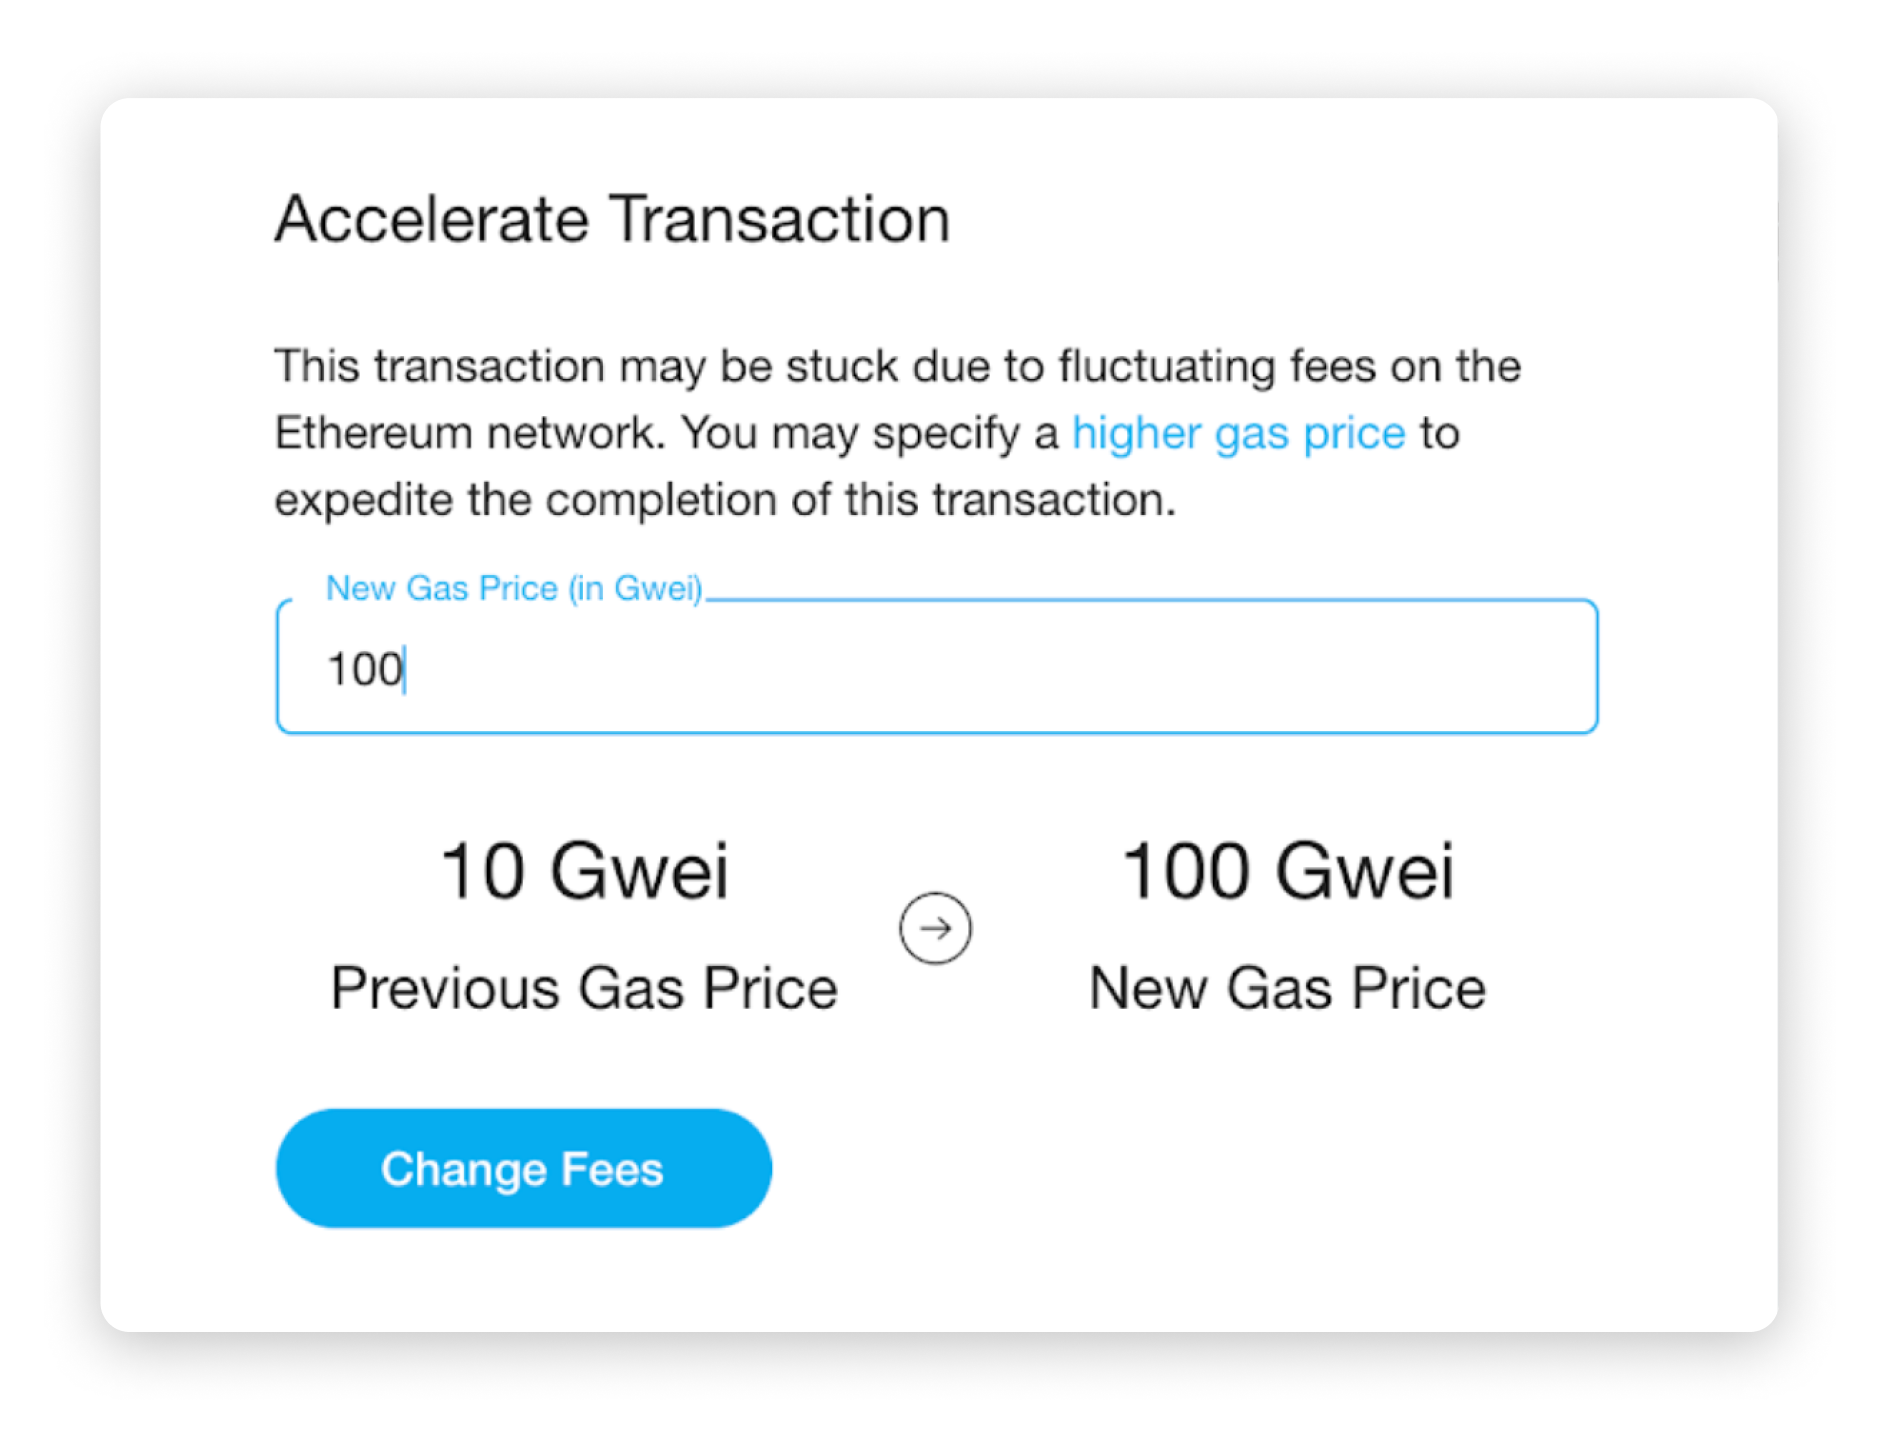 Accelerate Transaction
This transaction may be stuck due to fluctuating fees on the
Ethereum network. You may specify a higher gas price to
expedite the completion of this transaction.
New Gas Price (in Gwei)
100
10 Gwei
Previous Gas Price
100 Gwei
New Gas Price
Change Fees